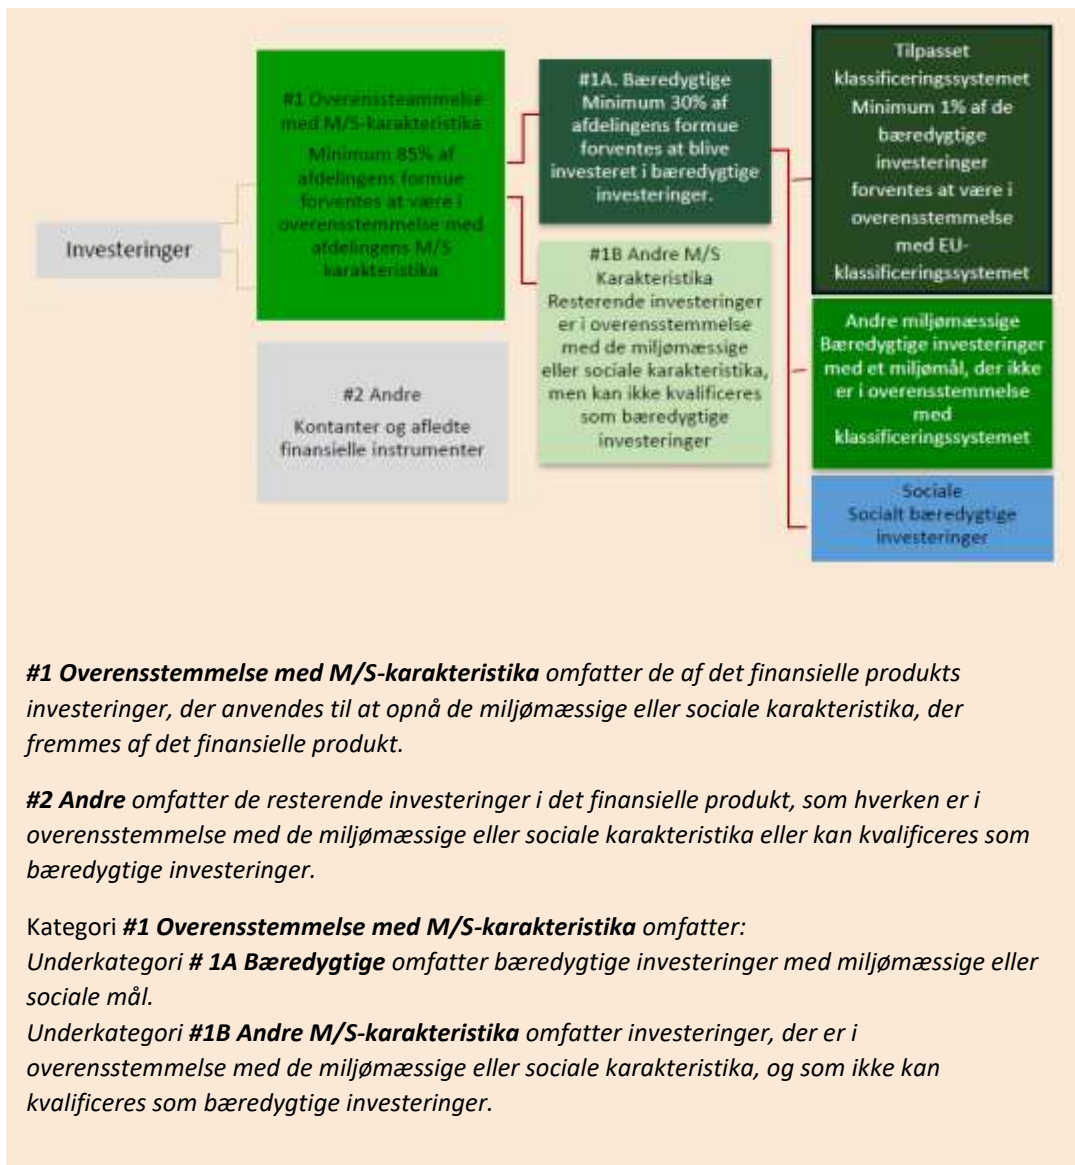 Investeringer
#1 Overenssteammelse
med M/S-karakteristika
Minimum 85% af
afdelingens formue
forventes at være i
overensstemmelse med
afdelingens M/S
karakteristika
#2 Andre
Kontanter og afledte
finansielle instrumenter
#1A. Bæredygtige
Minimum 30% af
afdelingens formue
forventes at blive
investeret i bæredygtige
investeringer.
#1B Andre M/S
Karakteristika
Resterende investeringer
er i overensstemmelse
med de miljømæssige
eller sociale karakteristika,
men kan ikke kvalificeres
som bæredygtige
investeringer
Tilpasset
klassificeringssystemet
Minimum 1% af de
bæredygtige
investeringer
forventes at være i
overensstemmelse
med EU-
klassificeringssystemet
Andre miljømæssige
Bæredygtige investeringer
med et miljømål, der ikke
er i overensstemmelse
med
klassificeringssystemet
Sociale
Socialt bæredygtige
investeringer
#1 Overensstemmelse med M/S-karakteristika omfatter de af det finansielle produkts
investeringer, der anvendes til at opnå de miljømæssige eller sociale karakteristika, der
fremmes af det finansielle produkt.
#2 Andre omfatter de resterende investeringer i det finansielle produkt, som hverken er i
overensstemmelse med de miljømæssige eller sociale karakteristika eller kan kvalificeres som
bæredygtige investeringer.
Kategori #1 Overensstemmelse med M/S-karakteristika omfatter:
Underkategori # 1A Bæredygtige omfatter bæredygtige investeringer med miljømæssige eller
sociale mål.
Underkategori #1B Andre M/S-karakteristika omfatter investeringer, der er i
overensstemmelse med de miljømæssige eller sociale karakteristika, og som ikke kan
kvalificeres som bæredygtige investeringer.